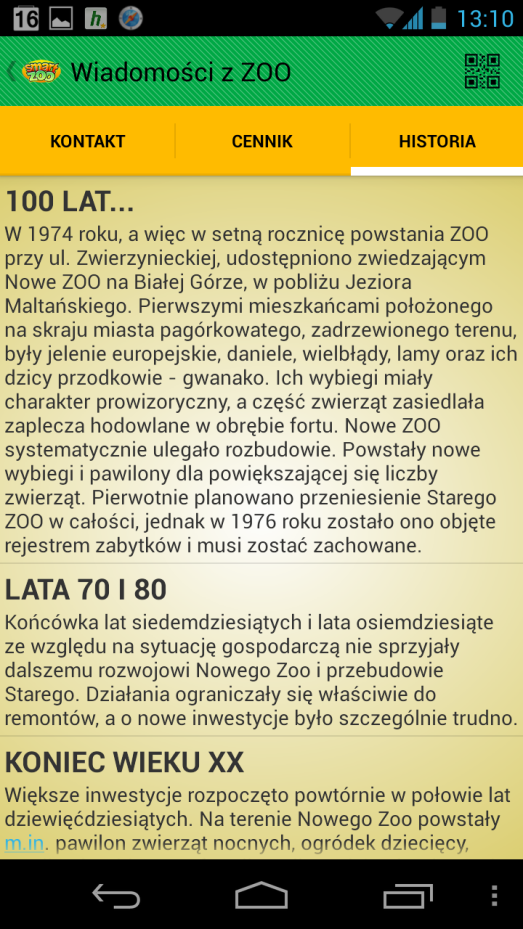 16
h
13:10
smart ZOO
Wiadomości z ZOO
KONTAKT
CENNIK
HISTORIA
100 LAT...
W 1974 roku, a więc w setną rocznicę powstania ZOO
przy ul. Zwierzynieckiej, udostępniono zwiedzającym
Nowe ZOO na Białej Górze, w pobliżu Jeziora
Maltańskiego. Pierwszymi mieszkańcami położonego
na skraju miasta pagórkowatego, zadrzewionego terenu,
były jelenie europejskie, daniele, wielbłądy, lamy oraz ich
dzicy przodkowie - gwanako. Ich wybiegi miały
charakter prowizoryczny, a część zwierząt zasiedlała
zaplecza hodowlane w obrębie fortu. Nowe ZOO
systematycznie ulegało rozbudowie. Powstały nowe
wybiegi i pawilony dla powiększającej się liczby
zwierząt. Pierwotnie planowano przeniesienie Starego
ZOO w całości, jednak w 1976 roku zostało ono objęte
rejestrem zabytków i musi zostać zachowane.
LATA 70 I 80
Końcówka lat siedemdziesiątych i lata osiemdziesiąte
ze względu na sytuację gospodarczą nie sprzyjały
dalszemu rozwojowi Nowego Zoo i przebudowie
Starego. Działania ograniczały się właściwie do
remontów, a o nowe inwestycje było szczególnie trudno.
KONIEC WIEKU XX
Większe inwestycje rozpoczęto powtórnie w połowie lat
dziewięćdziesiątych. Na terenie Nowego Zoo powstały
m.in. pawilon zwierząt nocnych, ogródek dziecięcy,